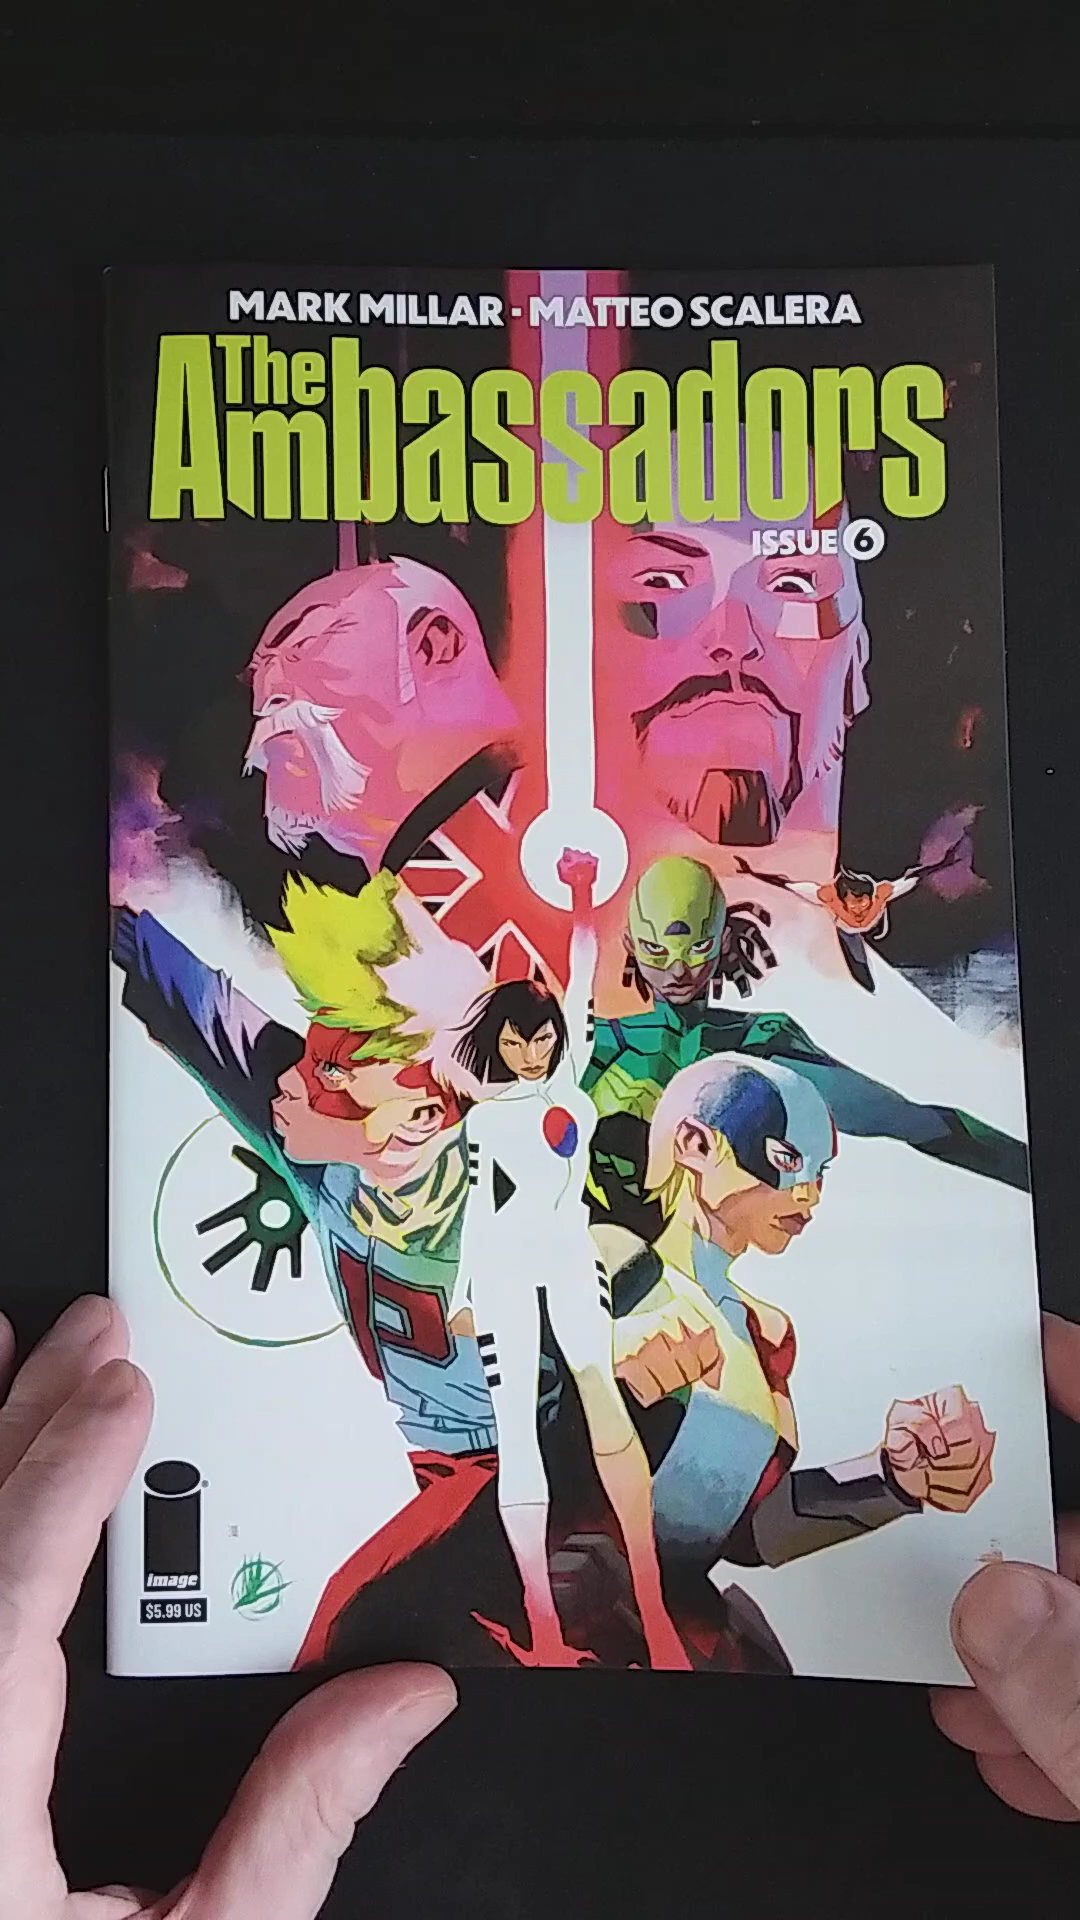 MARK MILLAR · MATTEO SCALERA
The Ambassadors
ISSUE 6
image
$5.99 US